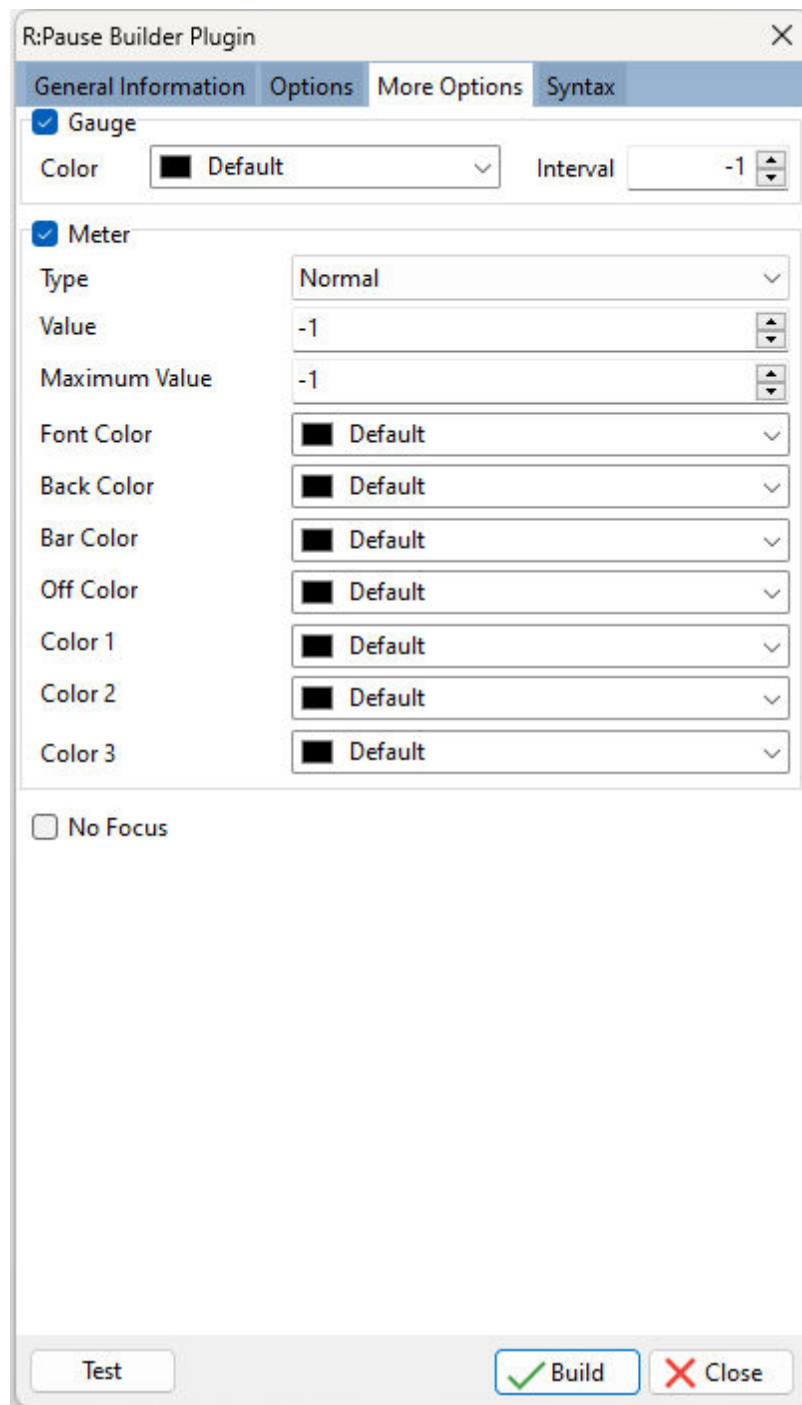 R:Pause Builder Plugin
General Information Options More Options Syntax
Gauge
Color Default Interval -1
Meter
Type Normal
Value -1
Maximum Value -1
Font Color Default
Back Color Default
Bar Color Default
Off Color Default
Color 1 Default
Color 2 Default
Color 3 Default
No Focus
Test Build Close